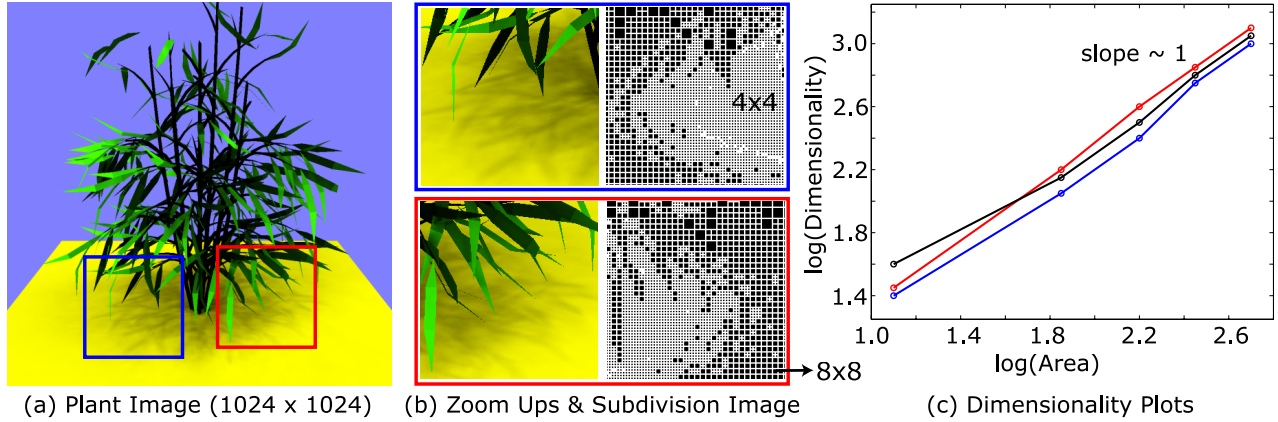 4x4
8x8
slope ~ 1
log(Dimensionality)
3.0
2.6
2.2
1.8
1.4
1.0
1.4
1.8
2.2
2.6
log(Area)
(a) Plant Image (1024 x 1024)
(b) Zoom Ups & Subdivision Image
(c) Dimensionality Plots